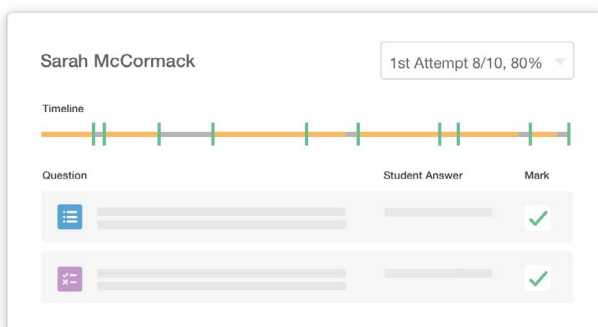 Sarah McCormack
1st Attempt 8/10, 80%
Timeline
Question Student Answer Mark